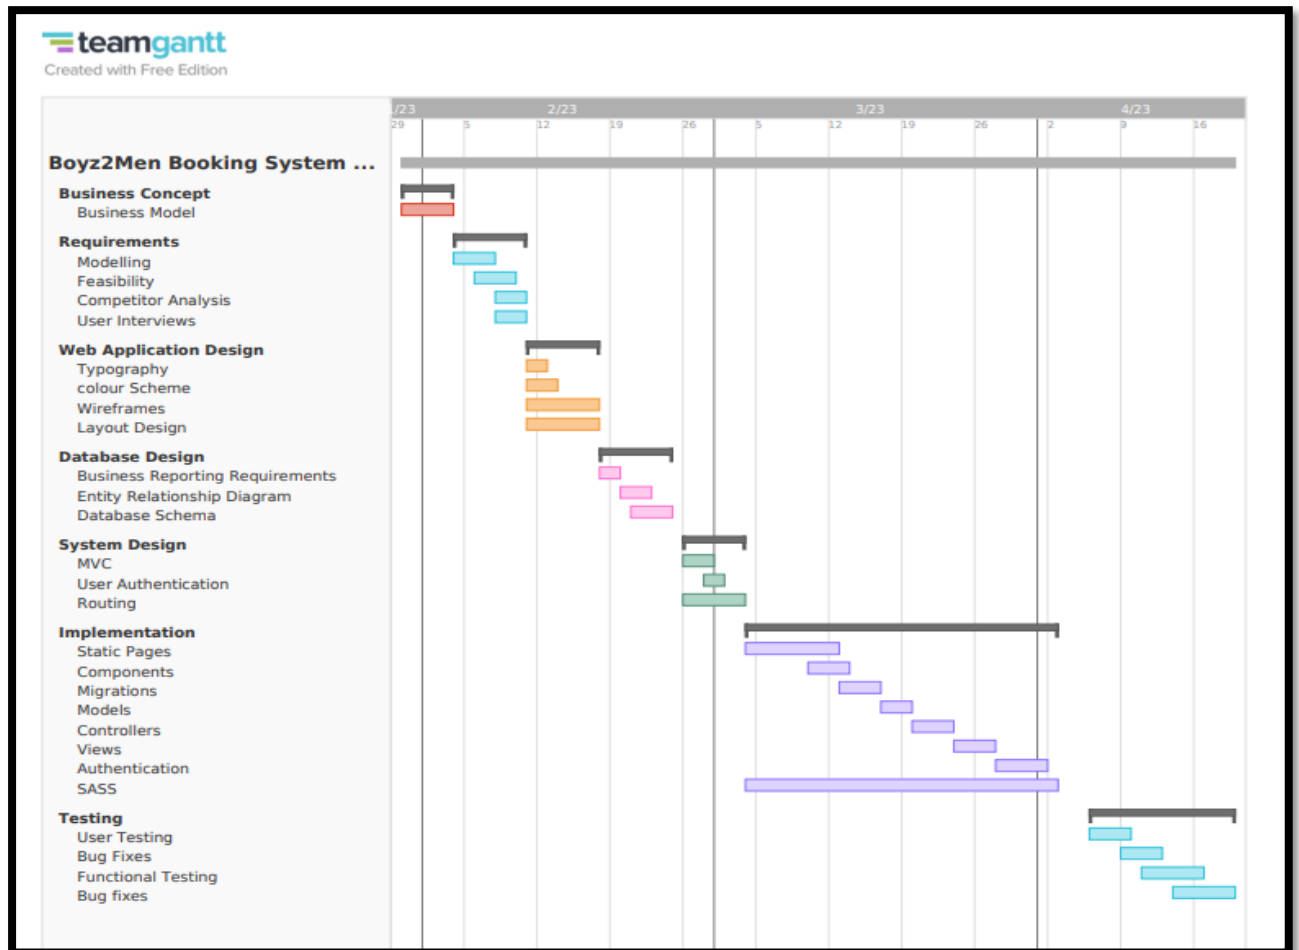 teamgantt
Created with Free Edition
1/23 2/23 3/23 4/23
29 5 12 19 26 5 12 19 26 2 9 16
Boyz2Men Booking System ...
Business Concept
Business Model
Requirements
Modelling
Feasibility
Competitor Analysis
User Interviews
Web Application Design
Typography
colour Scheme
Wireframes
Layout Design
Database Design
Business Reporting Requirements
Entity Relationship Diagram
Database Schema
System Design
MVC
User Authentication
Routing
Implementation
Static Pages
Components
Migrations
Models
Controllers
Views
Authentication
SASS
Testing
User Testing
Bug Fixes
Functional Testing
Bug fixes